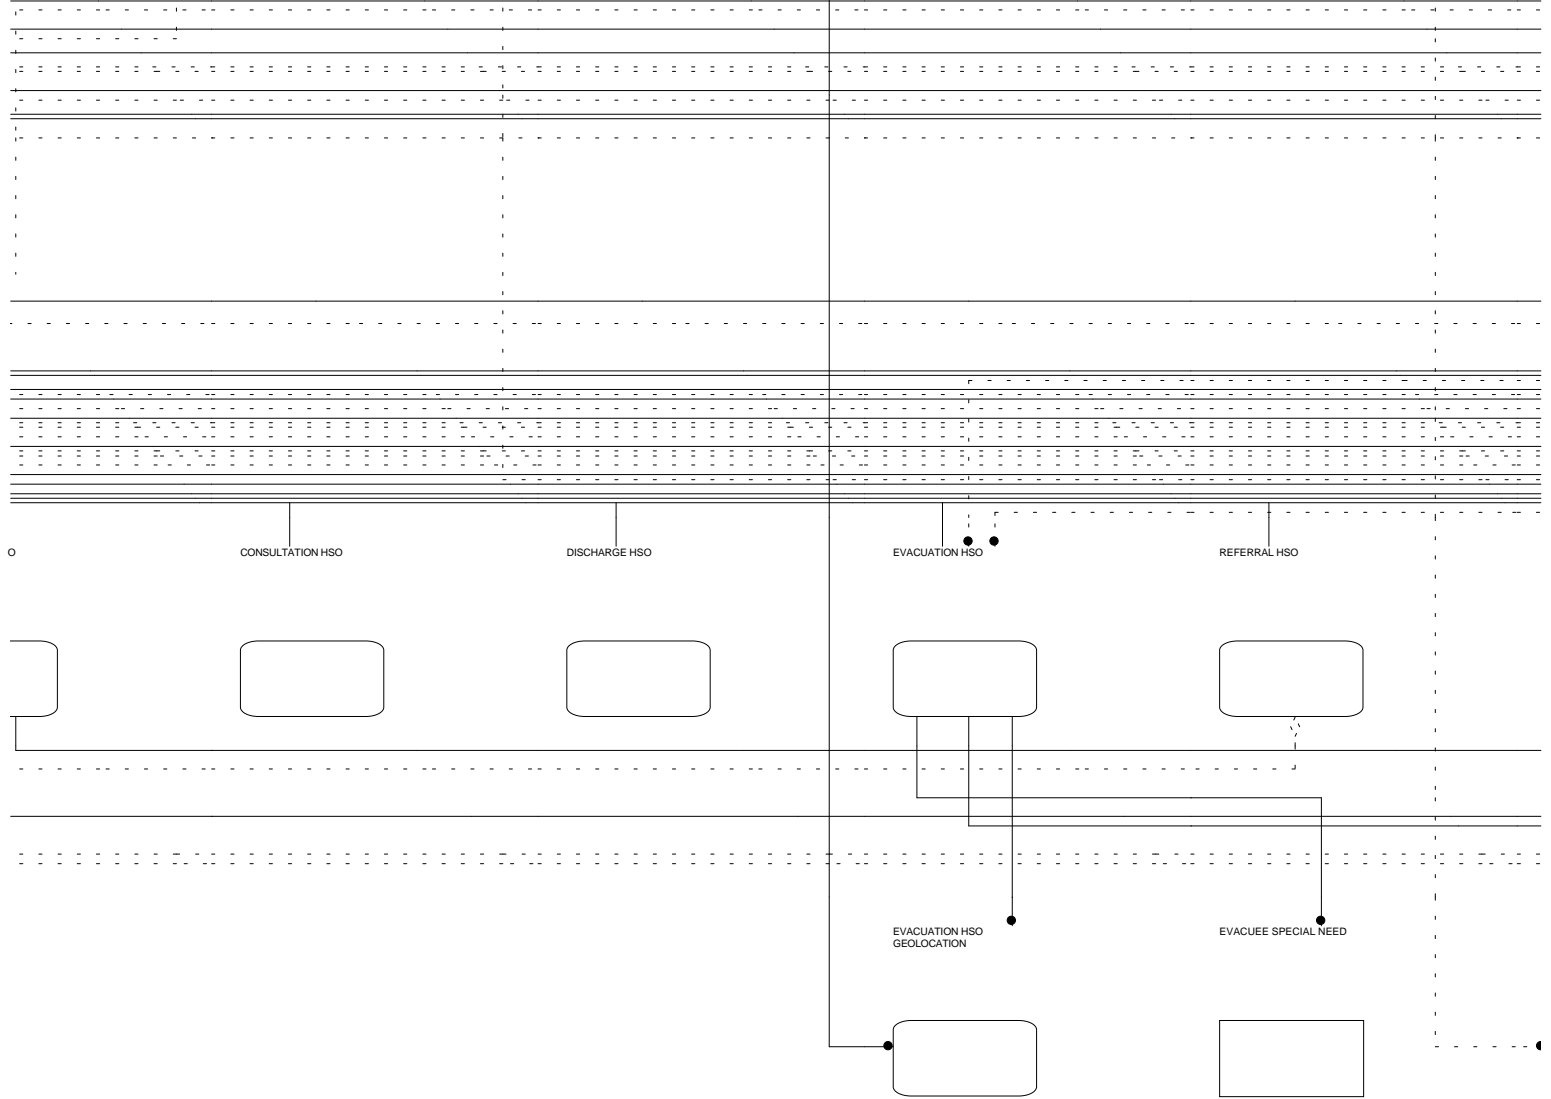 O
CONSULTATION HSO
DISCHARGE HSO
EVACUATION HSO
REFERRAL HSO
EVACUATION HSO
GEOLOCATION
EVACUEE SPECIAL NEED